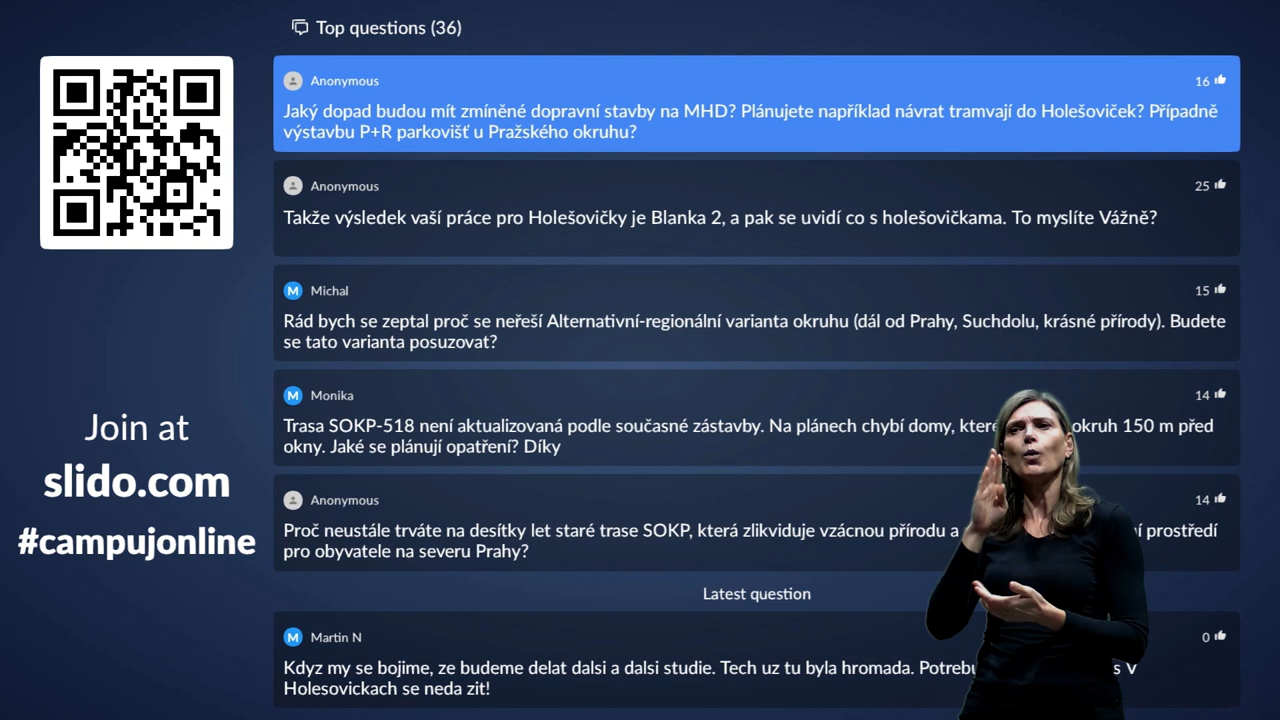 Top questions (36)
Anonymous
16
Jaký dopad budou mít zmíněné dopravní stavby na MHD? Plánujete například návrat tramvají do Holešoviček? Případně
výstavbu P+R parkovišť u Pražského okruhu?
Anonymous
25
Takže výsledek vaší práce pro Holešovičky je Blanka 2, a pak se uvidí co s holešovičkama. To myslíte Vážně?
M Michal
15
Rád bych se zeptal proč se neřeší Alternativní-regionální varianta okruhu (dál od Prahy, Suchdolu, krásné přírody). Budete
se tato varianta posuzovat?
M Monika
14
Trasa SOKP-518 není aktualizovaná podle současné zástavby. Na plánech chybí domy, okruh 150 m před
okny. Jaké se plánují opatření? Díky
Anonymous
14
Proč neustále trváte na desítky let staré trase SOKP, která zlikviduje vzácnou přírodu a prostředí
pro obyvatele na severu Prahy?
Latest question
M Martin N
0
Kdyz my se bojime, ze budeme delat dalsi a dalsi studie. Tech uz tu byla hromada. V
Holesovickach se neda zit!
Join at
slido.com
#campujonline